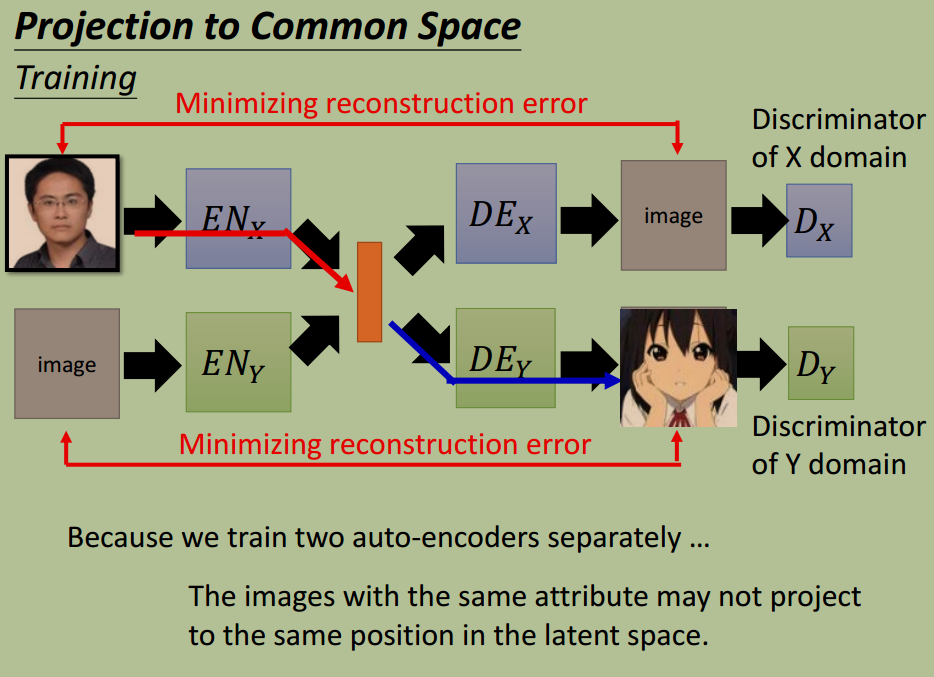 Projection to Common Space
Training
Minimizing reconstruction error
Discriminator
of X domain
EN_X
DE_X
image
D_X
image
EN_Y
DE_Y
D_Y
Minimizing reconstruction error
Discriminator
of Y domain
Because we train two auto-encoders separately …
The images with the same attribute may not project
to the same position in the latent space.